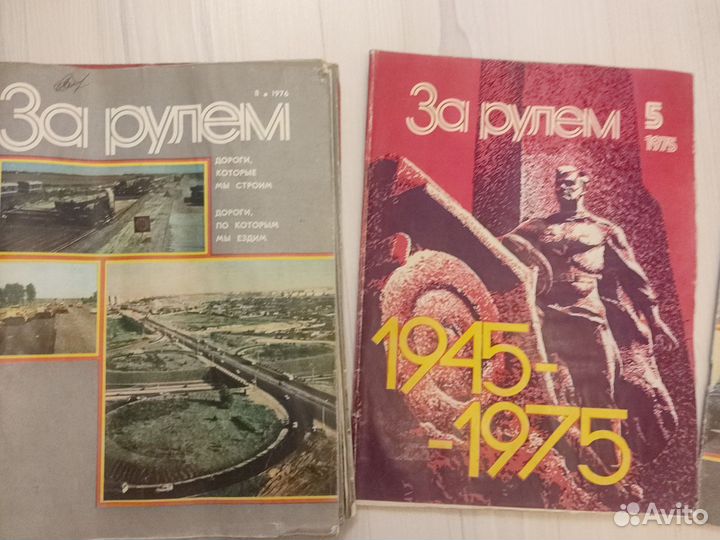 8 • 1976
За рулем
ДОРОГИ,
КОТОРЫЕ
МЫ СТРОИМ
ДОРОГИ,
ПО КОТОРЫМ
МЫ ЕЗДИМ
За рулем
5
1975
1945-
-1975
Avito